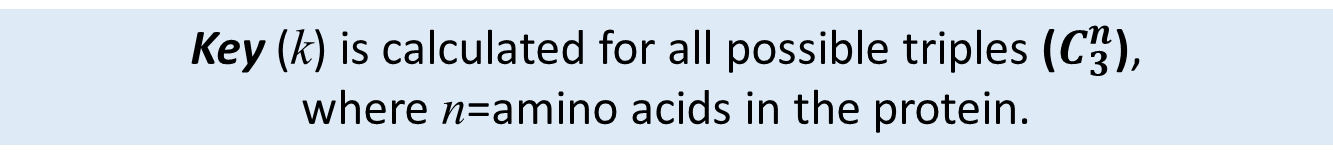 Key (k) is calculated for all possible triples (C₃ⁿ),
where n=amino acids in the protein.